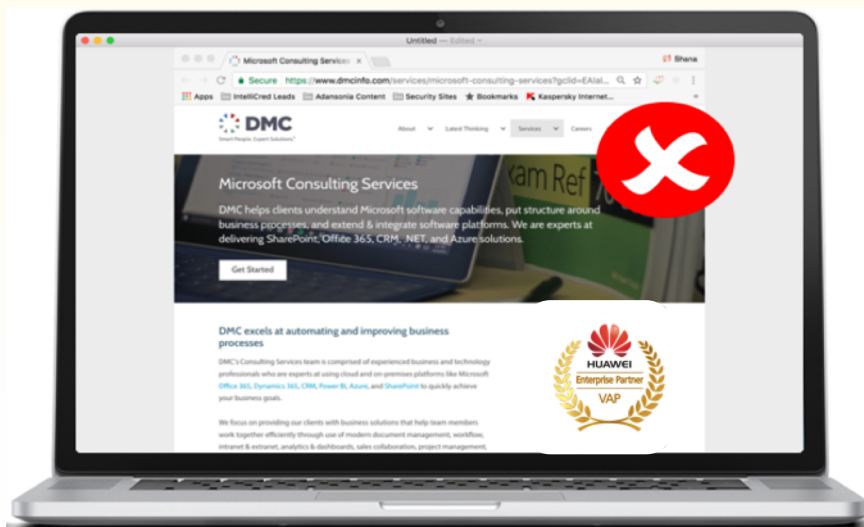 Untitled — Edited
Microsoft Consulting Services ×
Shana
Secure https://www.dmcinfo.com/services/microsoft-consulting-services?gclid=EAIaI...
Apps IntelliCred Leads Adansonia Content Security Sites Bookmarks Kaspersky Internet...
DMC
Smart People. Expert Solutions.®
About Latest Thinking Services Careers
Microsoft Consulting Services
DMC helps clients understand Microsoft software capabilities, put structure around
business processes, and extend & integrate software platforms. We are experts at
delivering SharePoint, Office 365, CRM, .NET, and Azure solutions.
Get Started
xam Ref 70
DMC excels at automating and improving business
processes
DMC's Consulting Services team is comprised of experienced business and technology
professionals who are experts at using cloud and on-premises platforms like Microsoft
Office 365, Dynamics 365, CRM, Power BI, Azure, and SharePoint to quickly achieve
your business goals.
We focus on providing our clients with business solutions that help team members
work together efficiently through use of modern document management, workflow,
intranet & extranet, analytics & dashboards, sales collaboration, project management,
HUAWEI
Enterprise Partner
VAP